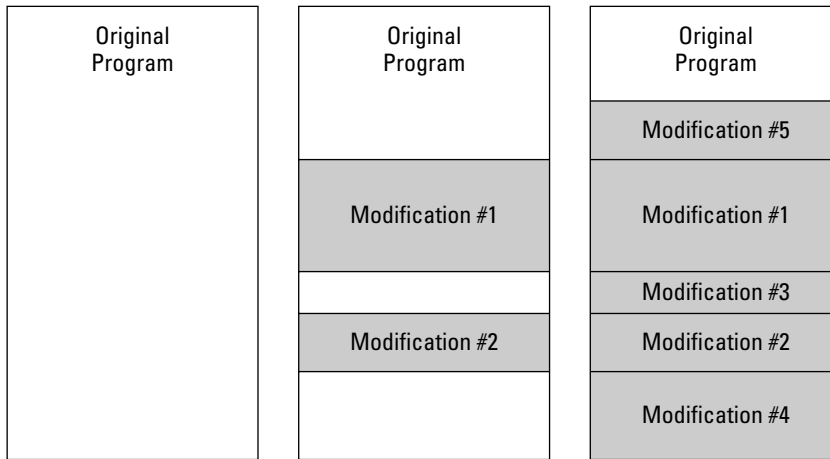 Original
Program
Original
Program
Modification #1
Modification #2
Original
Program
Modification #5
Modification #1
Modification #3
Modification #2
Modification #4